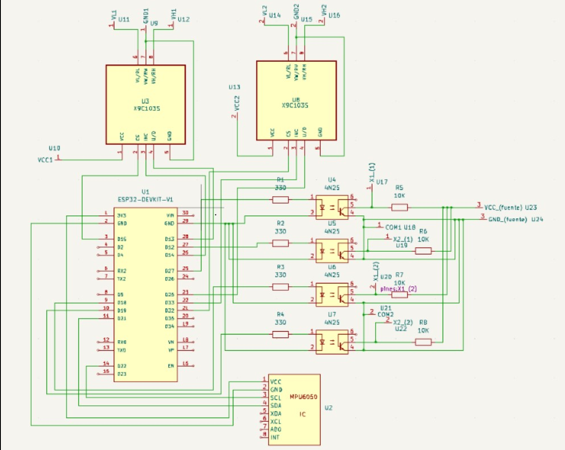 VL1 U11
GND1 U9
VH1 U12
VL2 U14
GND2 U15
VH2 U16
VL/RL
VW/RW
VH/RH
U3
X9C103S
VCC
CS
INC
U/D
GND
VL/RL
VW/RW
VH/RH
U8
X9C103S
VCC
CS
INC
U/D
GND
U10
VCC1
U13
VCC2
U1
ESP32-DEVKIT-V1
3V3
GND
D15
D2
D4
RX2
TX2
D5
D18
D19
D21
RX0
TX0
D22
D23
VIN
GND
D13
D12
D14
D27
D26
D25
D33
D32
D35
D34
VN
VP
EN
R1
330
R2
330
R3
330
R4
330
U4
4N25
U5
4N25
U6
4N25
U7
4N25
X1_(1)
U17
R5
10K
COM1 U18
X2_(1)
U19
R6
10K
X1_(2)
U20
R7
10K
pines:X1_(2)
U21
COM2
X2_(2)
U22
R8
10K
VCC_(fuente) U23
GND_(fuente) U24
VCC
GND
SCL
SDA
XDA
XCL
AD0
INT
MPU6050
IC
U2